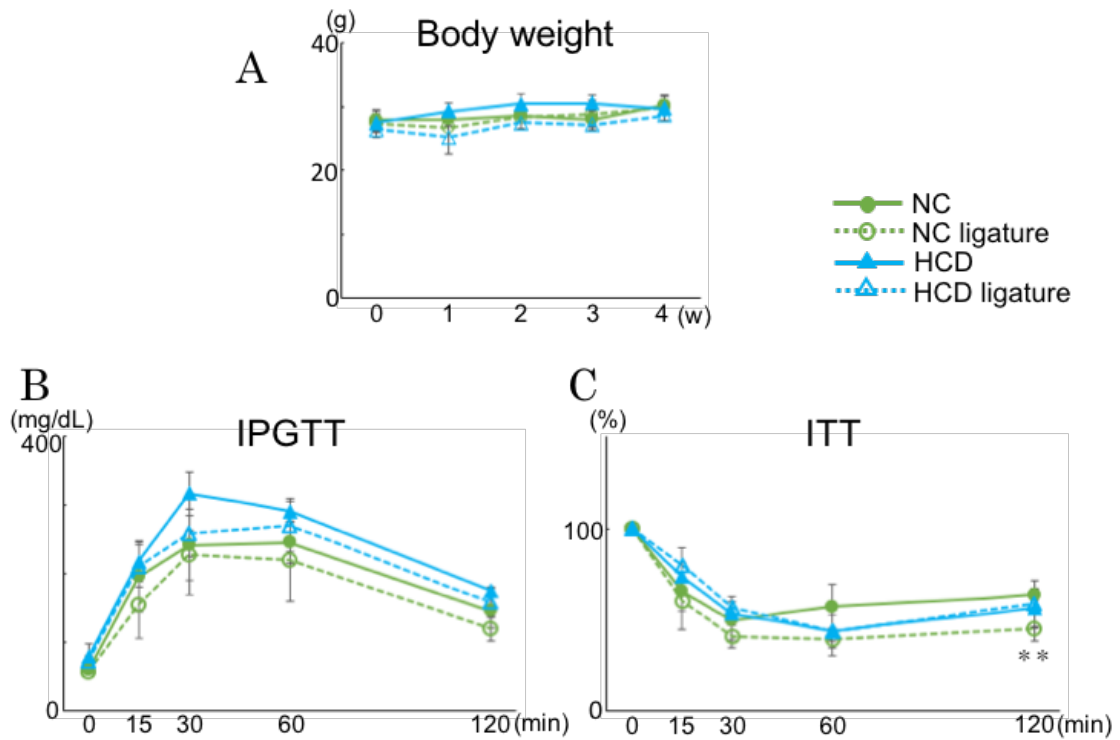 A
(g)
Body weight
40
20
0
0 1 2 3 4 (w)
NC
NC ligature
HCD
HCD ligature
B
(mg/dL)
IPGTT
400
0
0 15 30 60 120 (min)
C
(%)
ITT
100
0
0 15 30 60 120 (min)
**